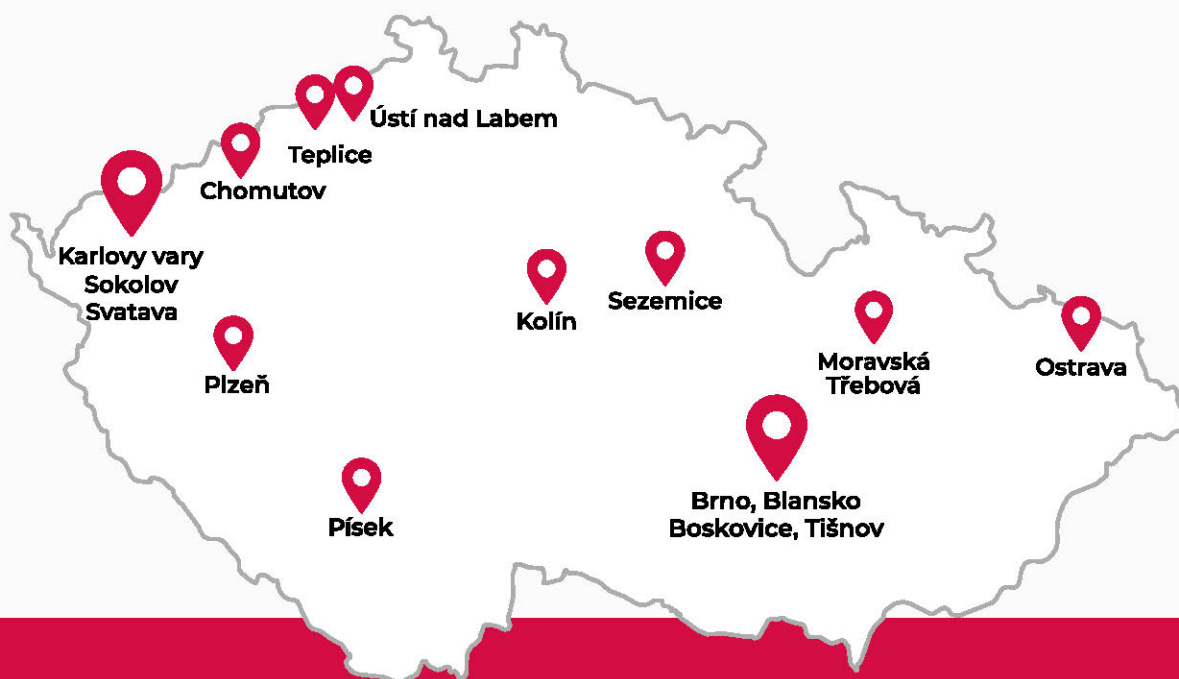 Ústí nad Labem
Teplice
Chomutov
Karlovy vary
Sokolov
Svatava
Kolín
Sezemice
Plzeň
Moravská
Třebová
Ostrava
Písek
Brno, Blansko
Boskovice, Tišnov